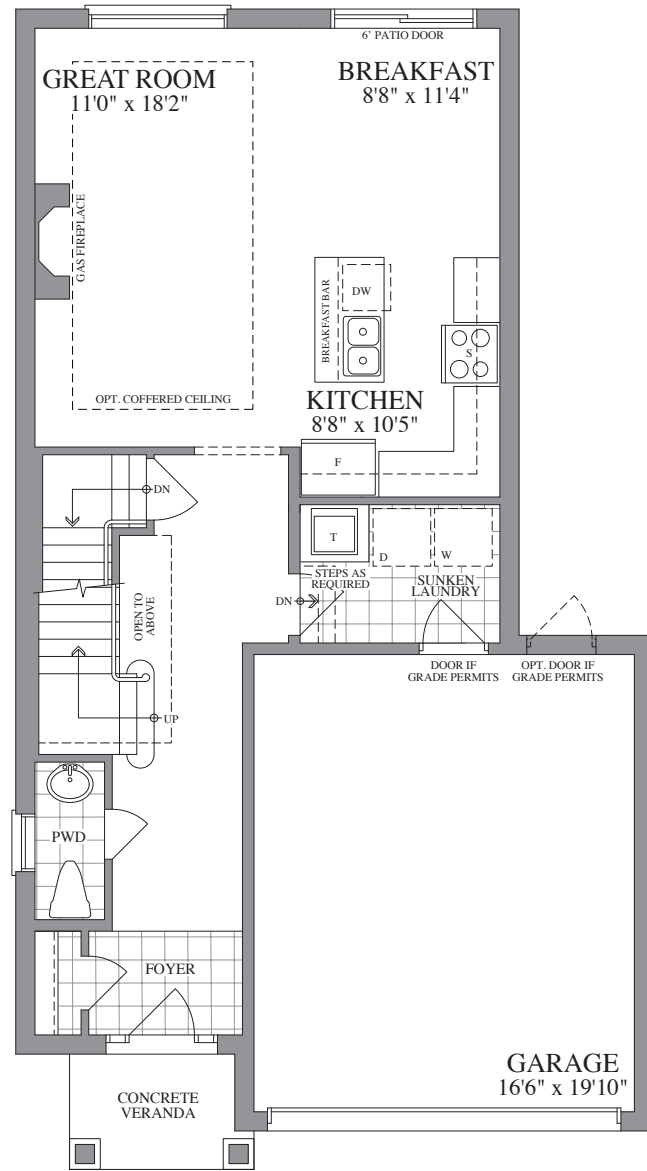 6' PATIO DOOR
GREAT ROOM
11'0" x 18'2"
BREAKFAST
8'8" x 11'4"
GAS FIREPLACE
BREAKFAST BAR
DW
S
OPT. COFFERED CEILING
KITCHEN
8'8" x 10'5"
F
DN
T
D
W
OPEN TO
ABOVE
STEPS AS
REQUIRED
SUNKEN
LAUNDRY
DN
DOOR IF
GRADE PERMITS
OPT. DOOR IF
GRADE PERMITS
UP
PWD
FOYER
CONCRETE
VERANDA
GARAGE
16'6" x 19'10"